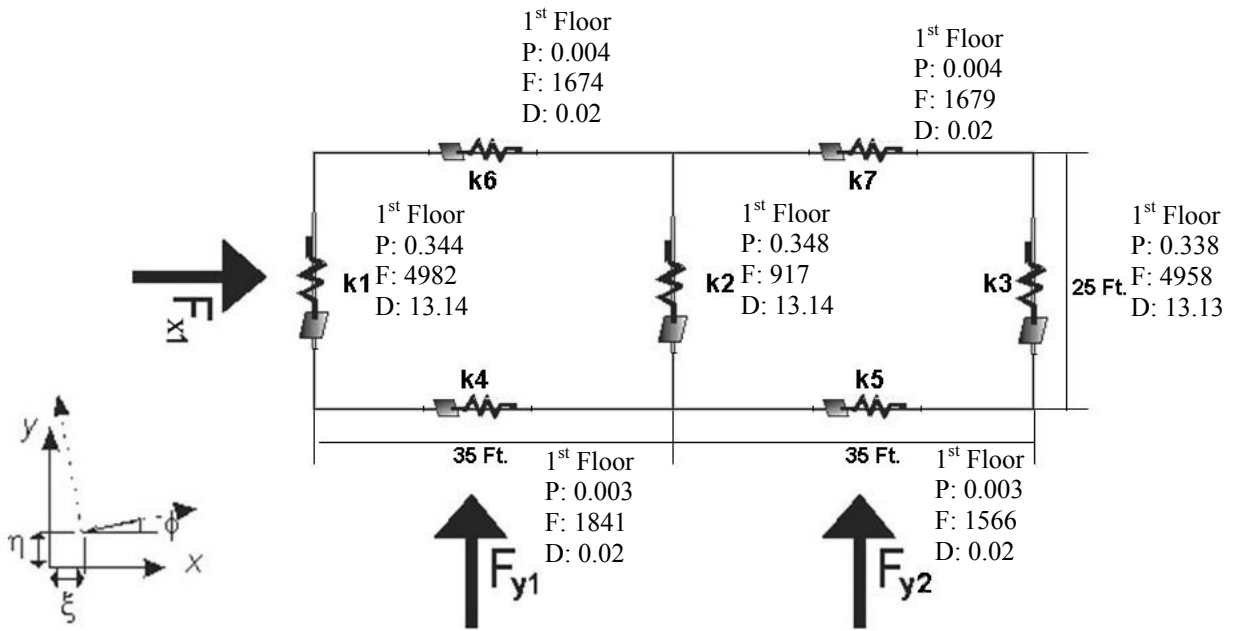 1st Floor
P: 0.004
F: 1674
D: 0.02
1st Floor
P: 0.004
F: 1679
D: 0.02
k6
k7
1st Floor
P: 0.344
F: 4982
D: 13.14
k1
1st Floor
P: 0.348
F: 917
D: 13.14
k2
k3
25 Ft.
1st Floor
P: 0.338
F: 4958
D: 13.13
Fx1
k4
k5
35 Ft.
35 Ft.
1st Floor
P: 0.003
F: 1841
D: 0.02
1st Floor
P: 0.003
F: 1566
D: 0.02
Fy1
Fy2
y
η
ϕ
x
ξ